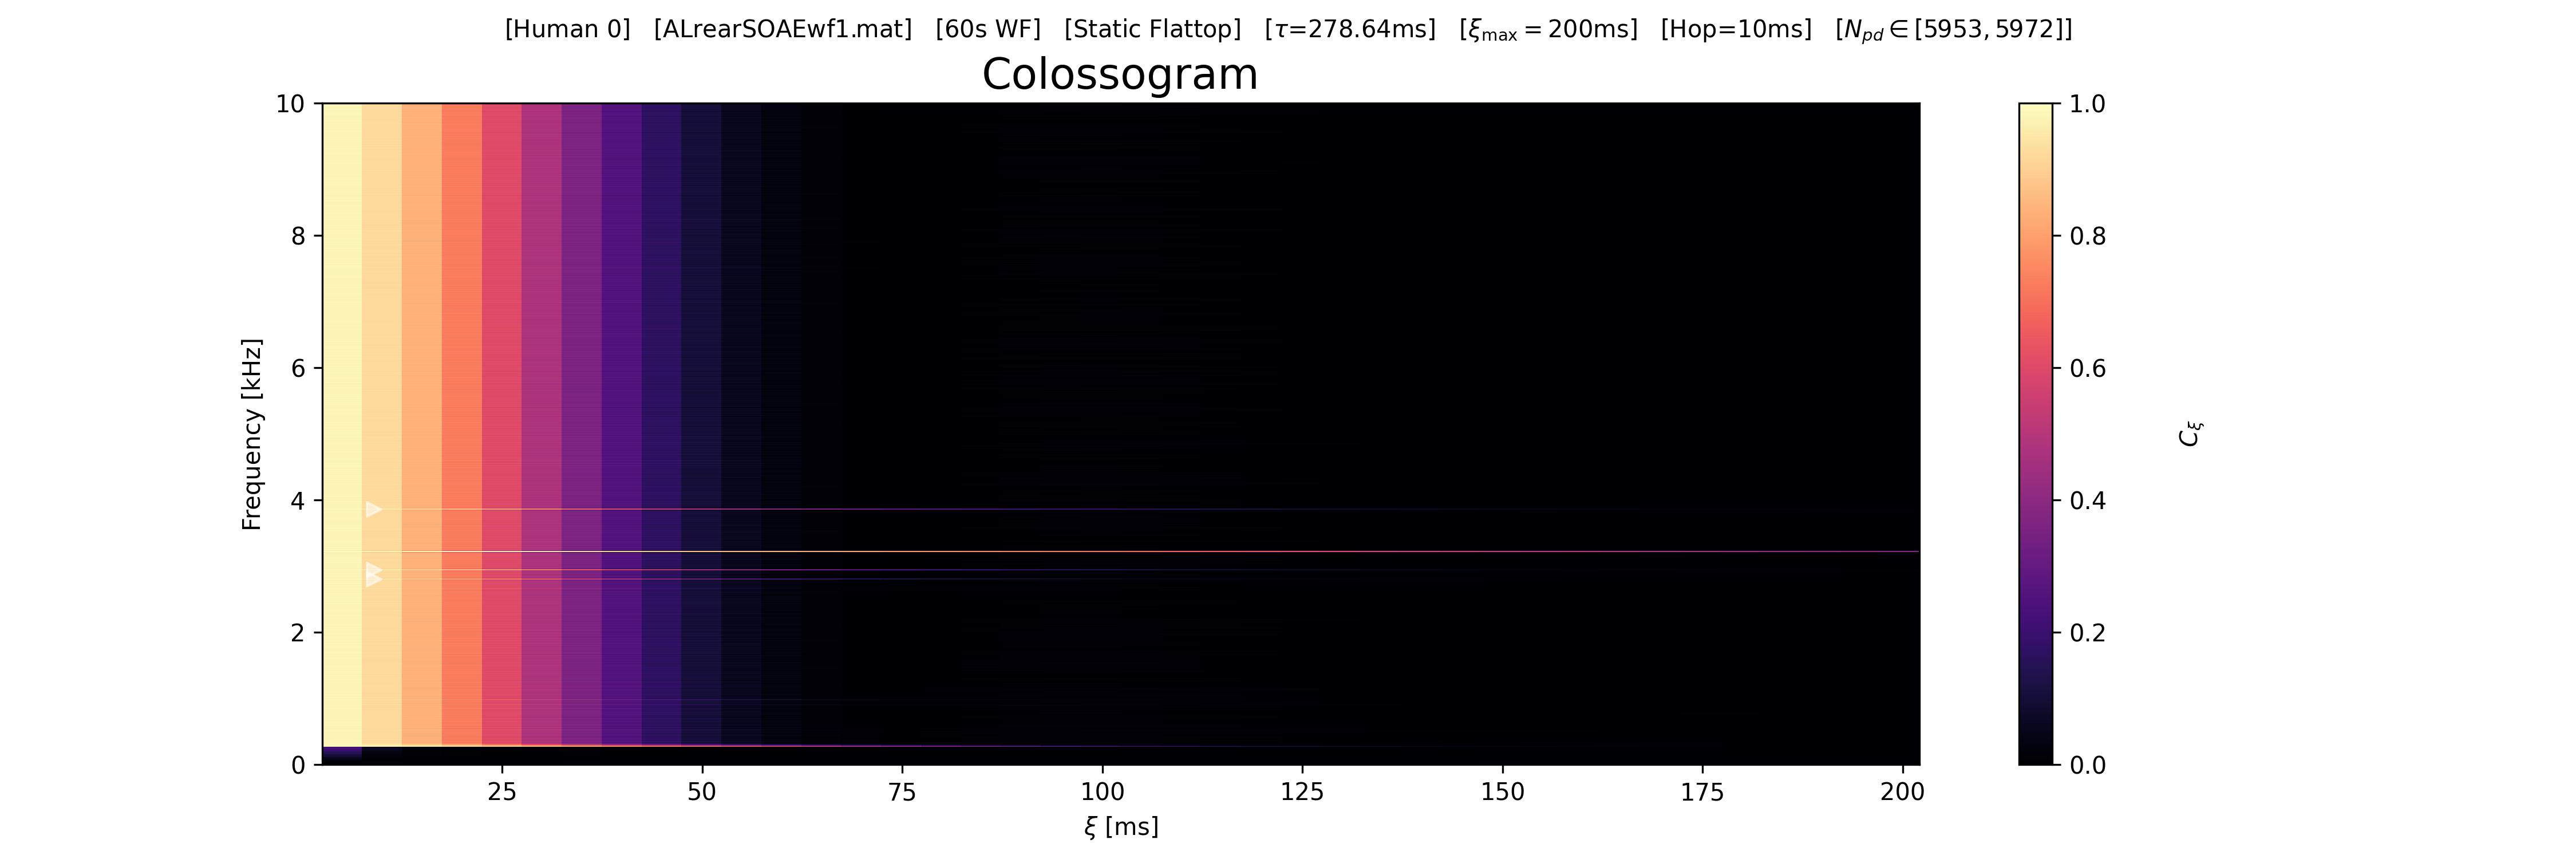 [Human 0] [ALrearSOAEwf1.mat] [60s WF] [Static Flattop] [τ=278.64ms] [ξmax = 200ms] [Hop=10ms] [Npd ∈ [5953, 5972]]
Colossogram
Frequency [kHz]
10
8
6
4
2
0
25 50 75 100 125 150 175 200
ξ [ms]
1.0
0.8
0.6
0.4
0.2
0.0
Cξ